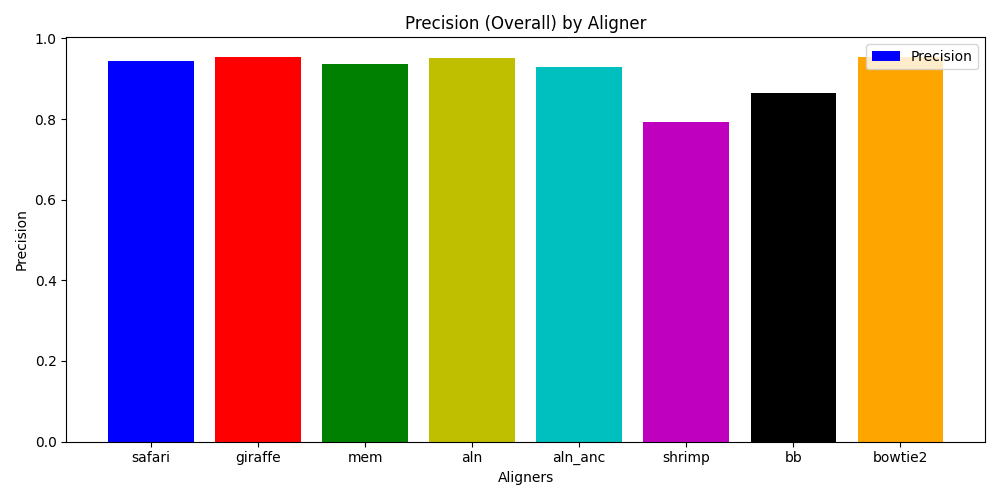 Precision (Overall) by Aligner
Precision
1.0
0.8
0.6
0.4
0.2
0.0
Precision
safari giraffe mem aln aln_anc shrimp bb bowtie2
Aligners